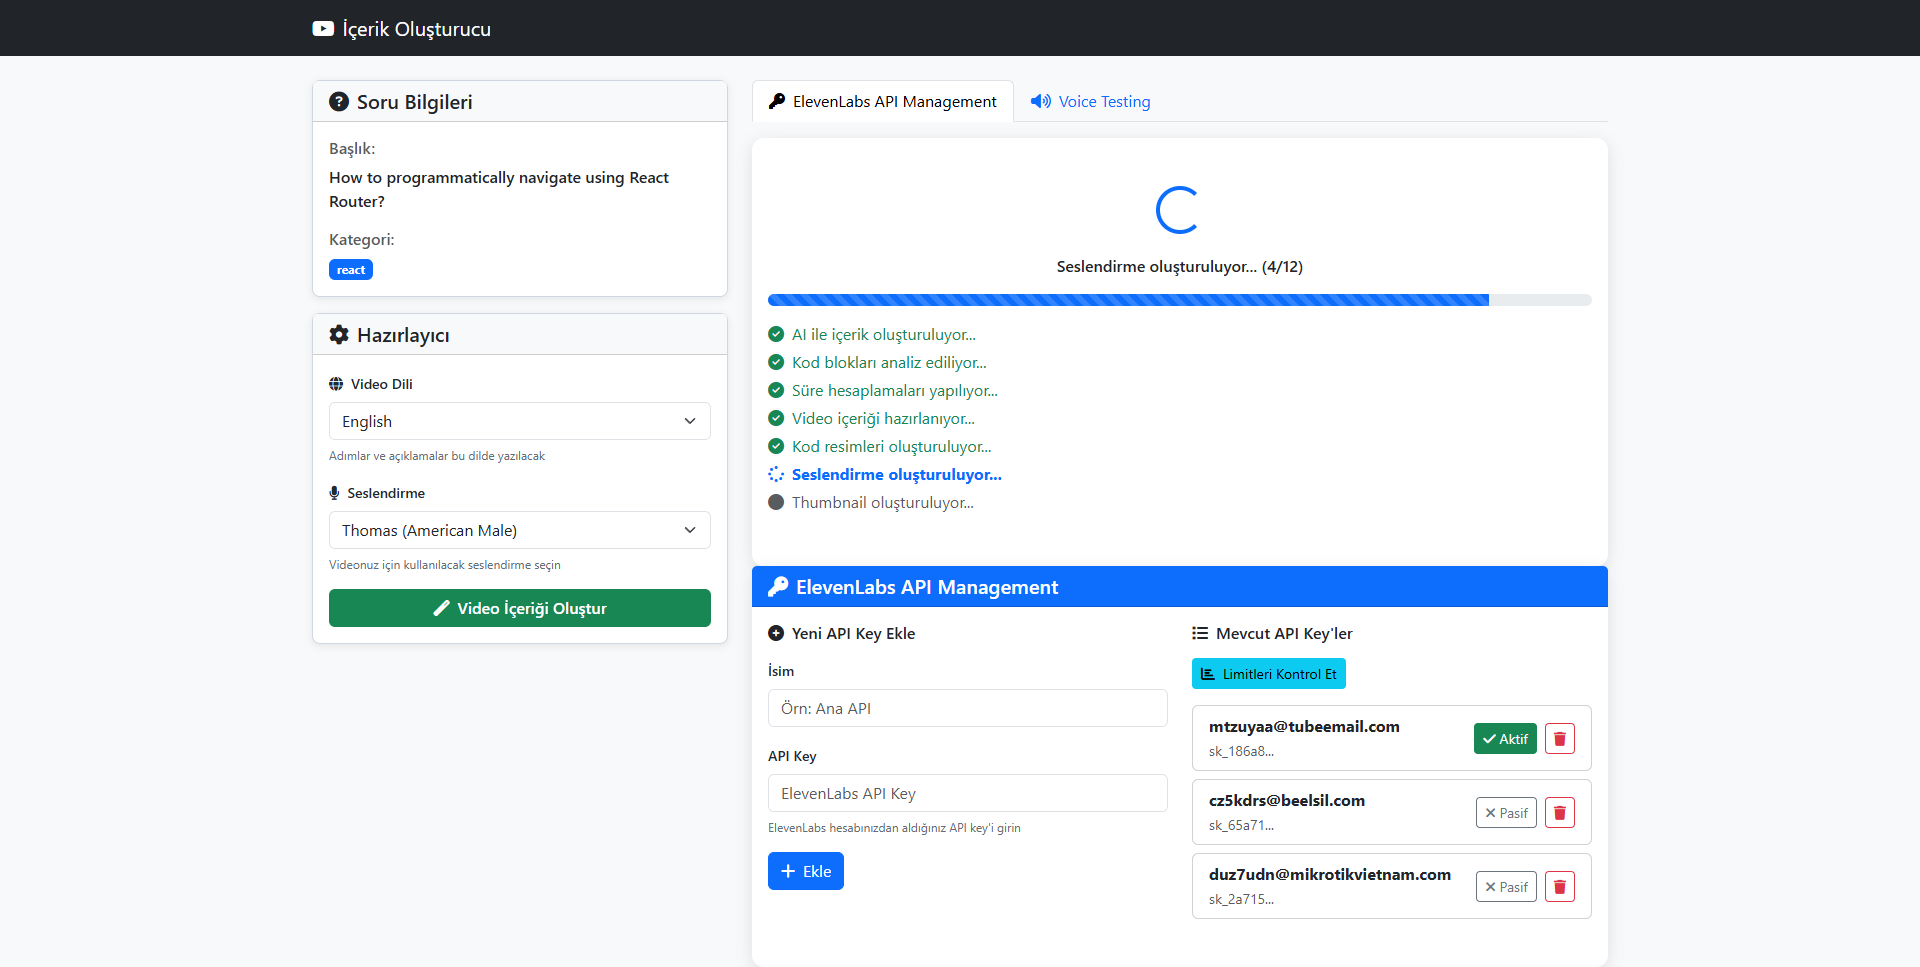 İçerik Oluşturucu
Soru Bilgileri
Başlık:
How to programmatically navigate using React
Router?
Kategori:
react
Hazırlayıcı
Video Dili
English
Adımlar ve açıklamalar bu dilde yazılacak
Seslendirme
Thomas (American Male)
Videonuz için kullanılacak seslendirme seçin
Video İçeriği Oluştur
ElevenLabs API Management
Voice Testing
Seslendirme oluşturuluyor... (4/12)
AI ile içerik oluşturuluyor...
Kod blokları analiz ediliyor...
Süre hesaplamaları yapılıyor...
Video içeriği hazırlanıyor...
Kod resimleri oluşturuluyor...
Seslendirme oluşturuluyor...
Thumbnail oluşturuluyor...
ElevenLabs API Management
Yeni API Key Ekle
İsim
Örn: Ana API
API Key
ElevenLabs API Key
ElevenLabs hesabınızdan aldığınız API key'i girin
Ekle
Mevcut API Key'ler
Limitleri Kontrol Et
mtzuyaa@tubeemail.com
sk_186a8...
Aktif
cz5kdrs@beelsil.com
sk_65a71...
Pasif
duz7udn@mikrotikvietnam.com
sk_2a715...
Pasif